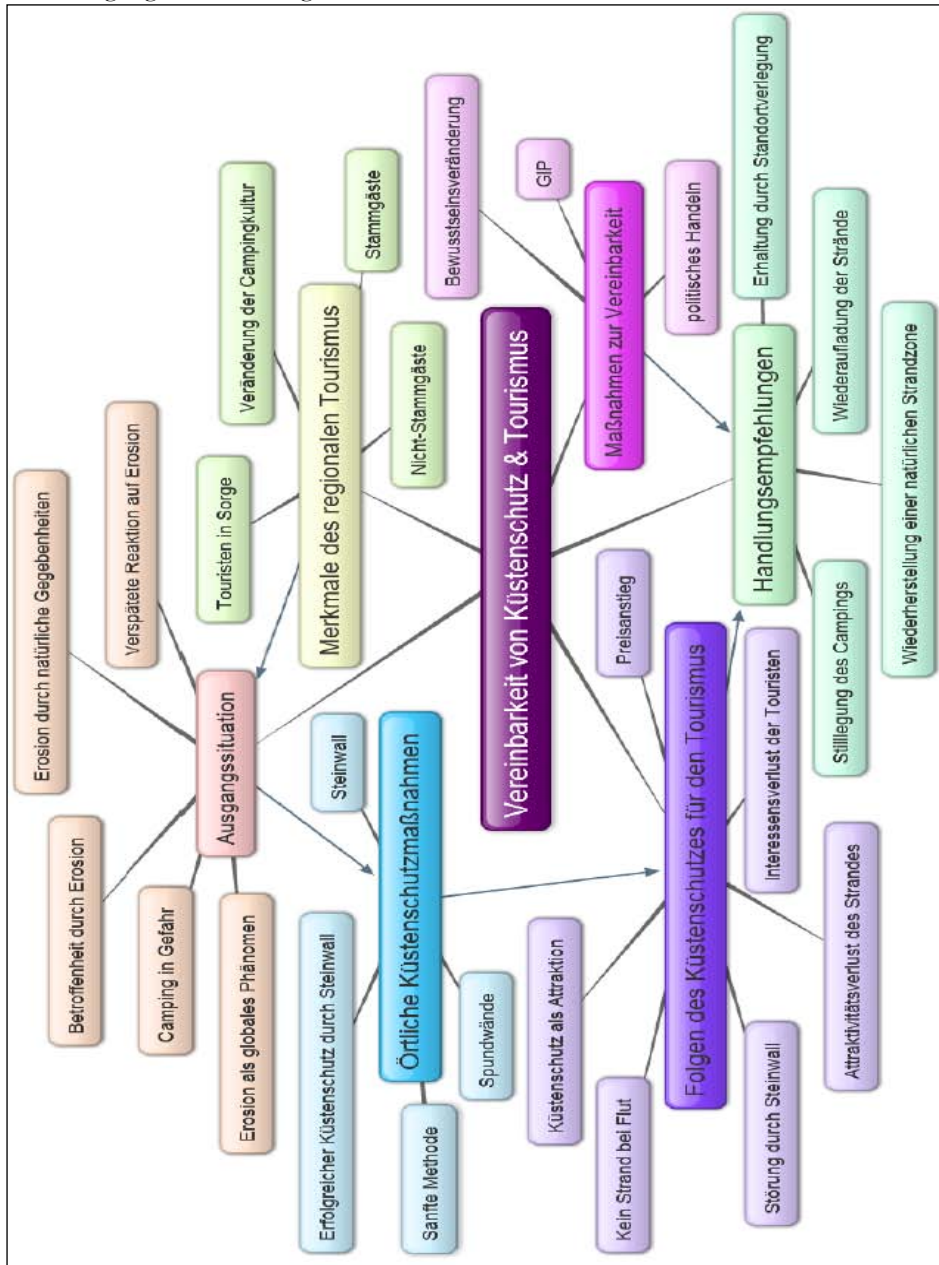 Vereinbarkeit von Küstenschutz & Tourismus
Ausgangssituation
Betroffenheit durch Erosion
Camping in Gefahr
Erosion als globales Phänomen
Erosion durch natürliche Gegebenheiten
Verspätete Reaktion auf Erosion
Merkmale des regionalen Tourismus
Touristen in Sorge
Veränderung der Campingkultur
Stammgäste
Nicht-Stammgäste
Örtliche Küstenschutzmaßnahmen
Erfolgreicher Küstenschutz durch Steinwall
Steinwall
Sanfte Methode
Spundwände
Maßnahmen zur Vereinbarkeit
Bewusstseinsveränderung
GIP
politisches Handeln
Folgen des Küstenschutzes für den Tourismus
Küstenschutz als Attraktion
Kein Strand bei Flut
Störung durch Steinwall
Attraktivitätsverlust des Strandes
Interessensverlust der Touristen
Preisanstieg
Handlungsempfehlungen
Stilllegung des Campings
Wiederherstellung einer natürlichen Strandzone
Wiederaufladung der Strände
Erhaltung durch Standortverlegung